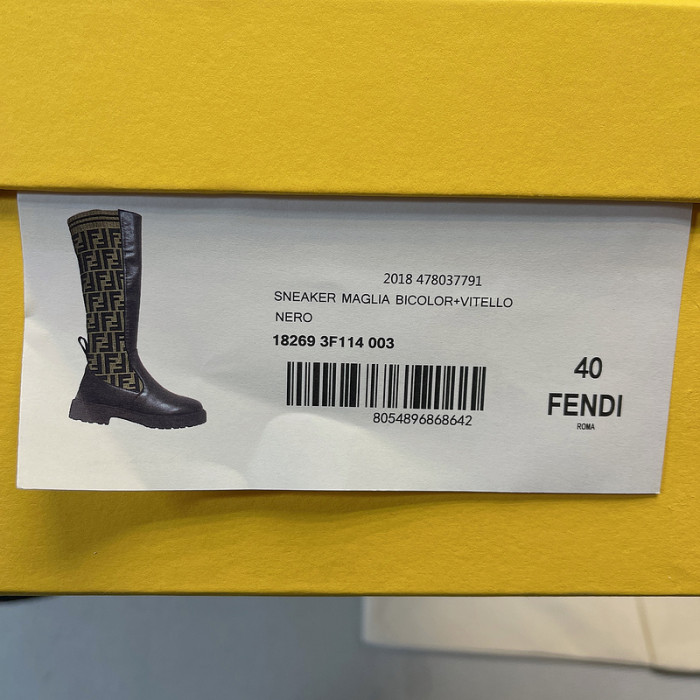 2018 478037791
SNEAKER MAGLIA BICOLOR+VITELLO
NERO
18269 3F114 003
8054896868642
40
FENDI
ROMA